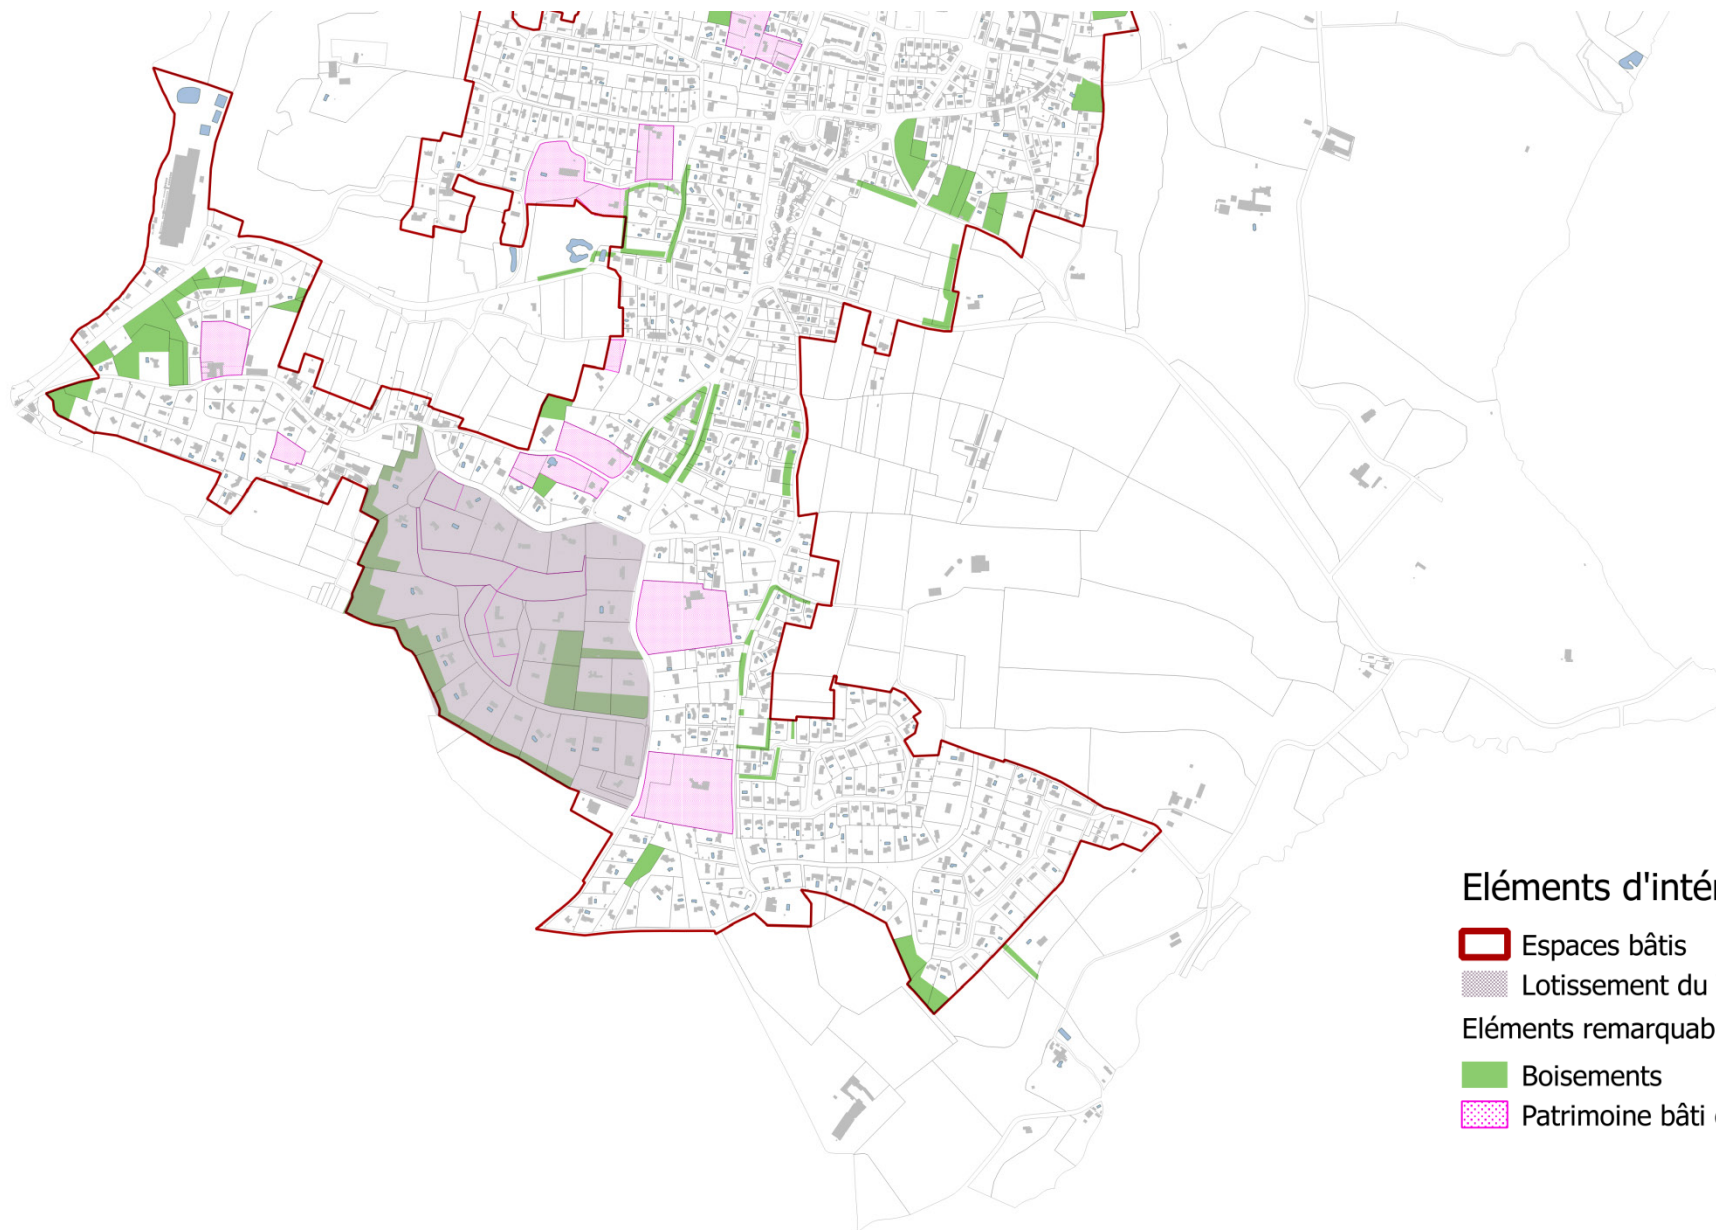 Eléments d'intér
Espaces bâtis
Lotissement du
Eléments remarquab
Boisements
Patrimoine bâti